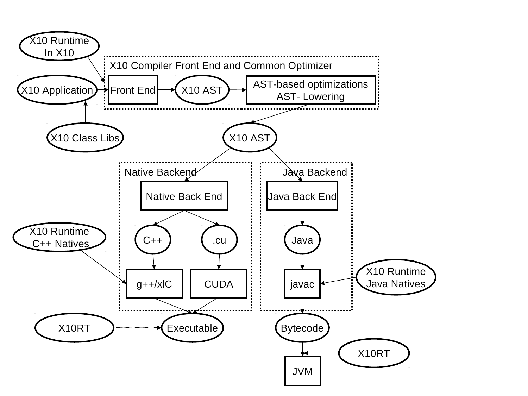 X10 Runtime
In X10
X10 Compiler Front End and Common Optimizer
X10 Application
Front End
X10 AST
AST-based optimizations
AST- Lowering
X10 Class Libs
X10 AST
Native Backend
Java Backend
Native Back End
Java Back End
X10 Runtime
C++ Natives
C++
.cu
Java
X10 Runtime
Java Natives
g++/xlC
CUDA
javac
X10RT
Executable
Bytecode
X10RT
JVM